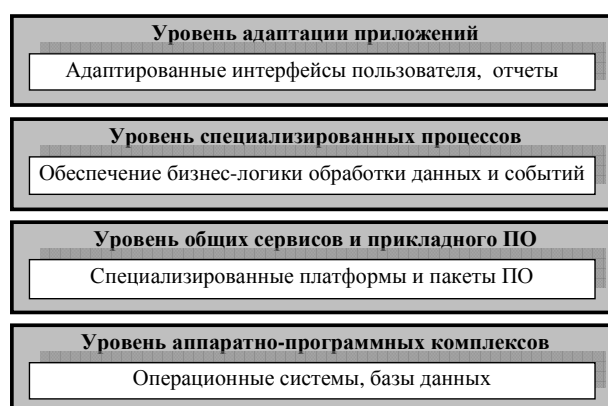 Уровень адаптации приложений
Адаптированные интерфейсы пользователя, отчеты
Уровень специализированных процессов
Обеспечение бизнес-логики обработки данных и событий
Уровень общих сервисов и прикладного ПО
Специализированные платформы и пакеты ПО
Уровень аппаратно-программных комплексов
Операционные системы, базы данных